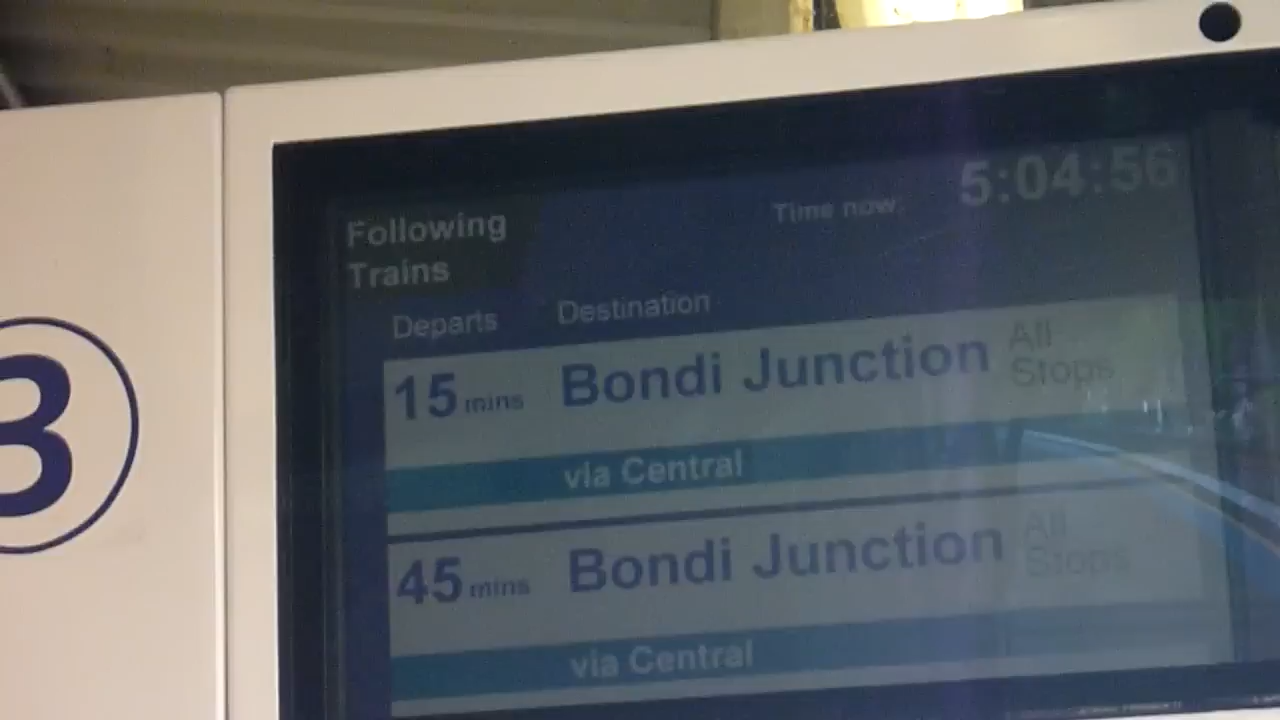 3
Time now: 5:04:56
Following
Trains
Departs Destination
15 mins Bondi Junction All Stops
via Central
45 mins Bondi Junction All Stops
via Central